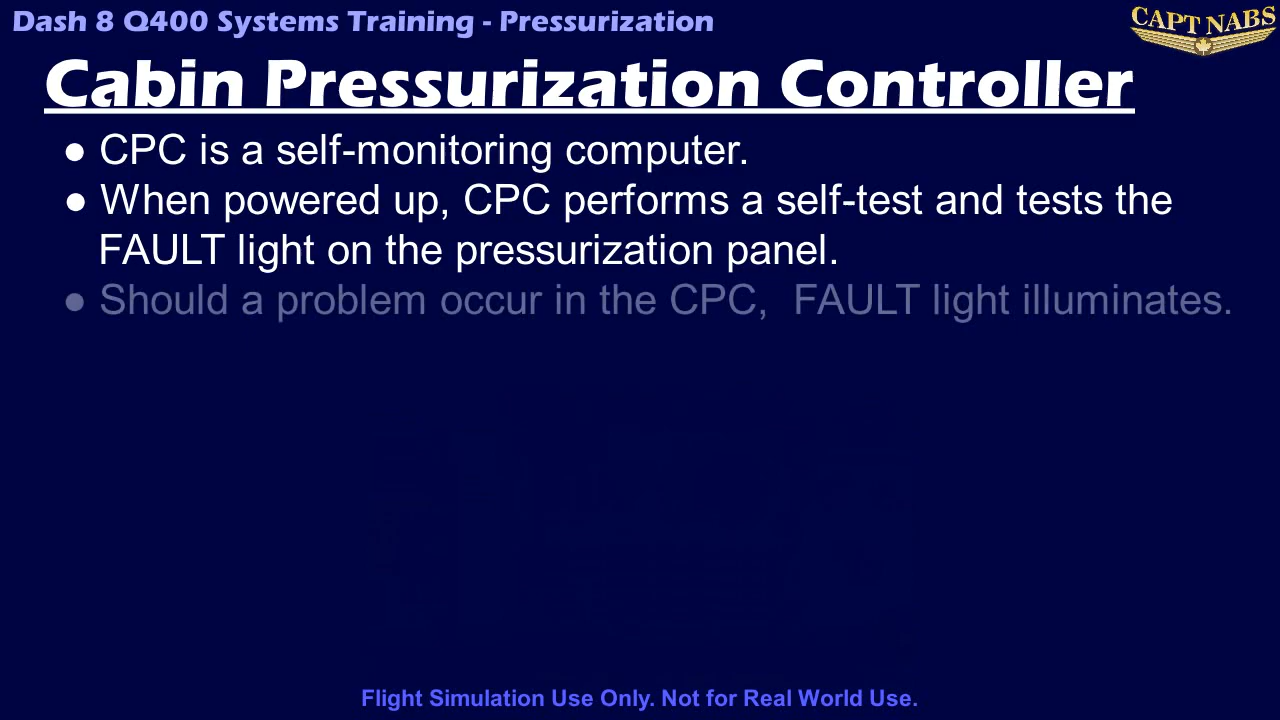 Dash 8 Q400 Systems Training - Pressurization
CAPT NABS
Cabin Pressurization Controller
● CPC is a self-monitoring computer.
● When powered up, CPC performs a self-test and tests the
FAULT light on the pressurization panel.
● Should a problem occur in the CPC,  FAULT light illuminates.
Flight Simulation Use Only. Not for Real World Use.